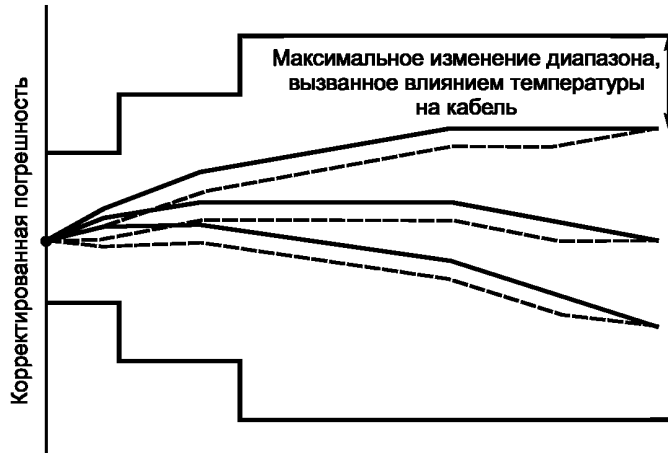 Корректированная погрешность
Максимальное изменение диапазона,
вызванное влиянием температуры
на кабель